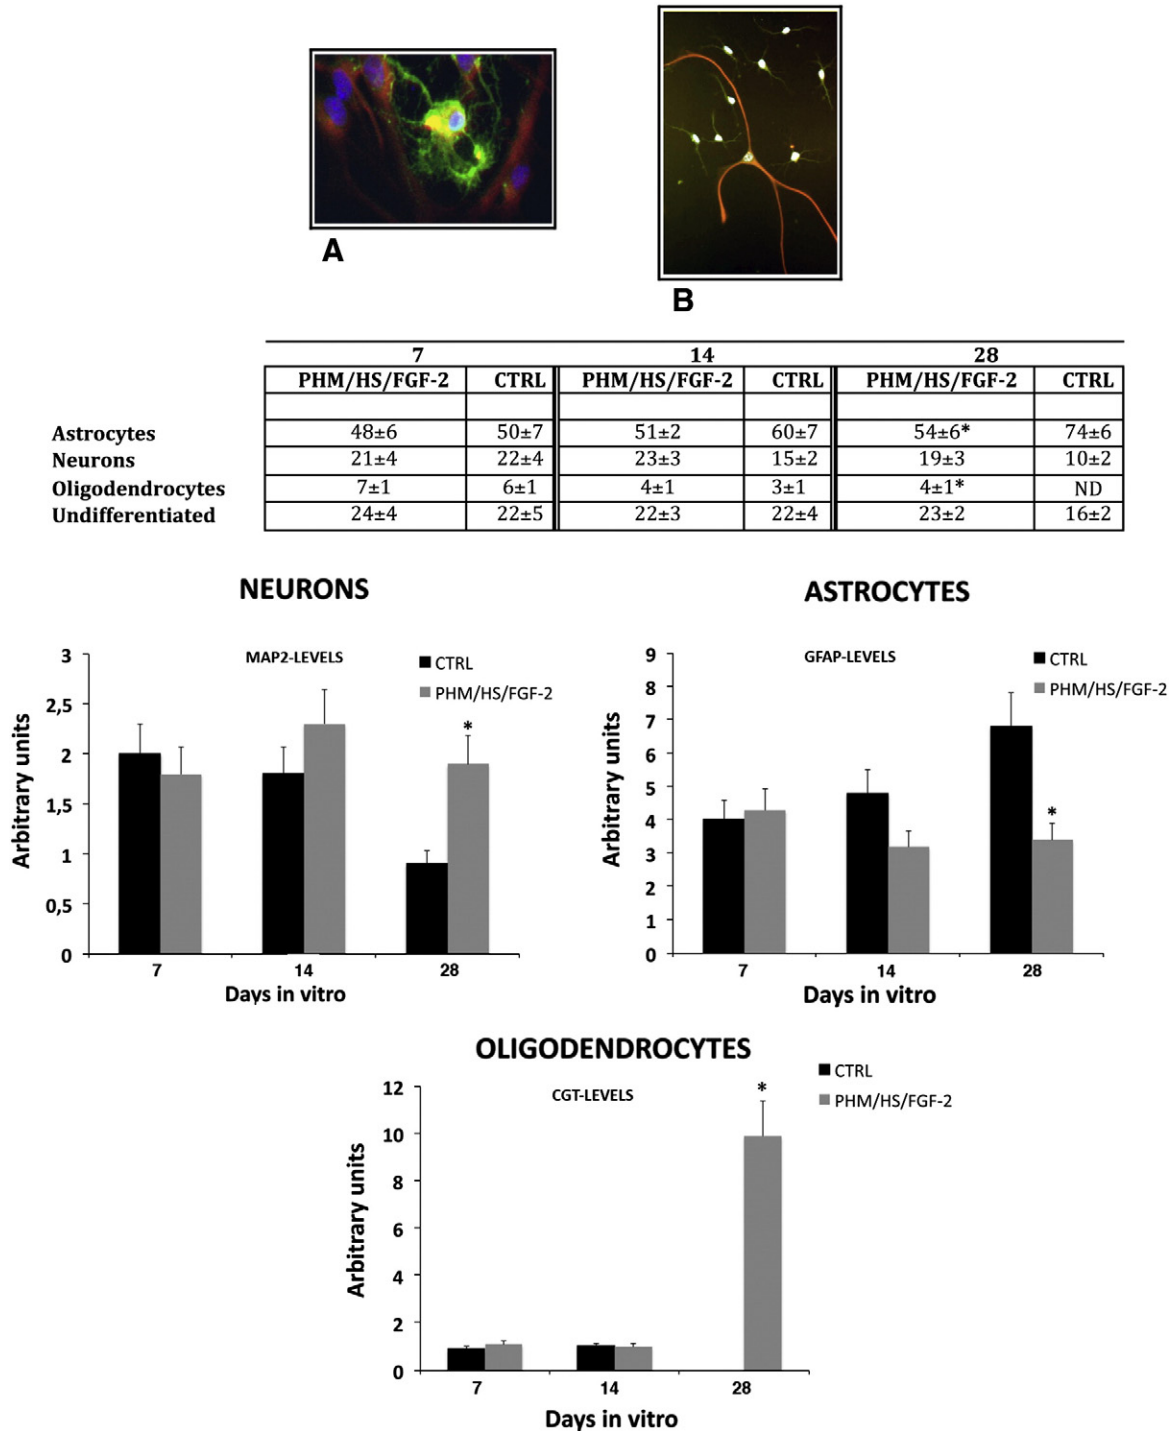 A
B
7 14 28
PHM/HS/FGF-2 CTRL PHM/HS/FGF-2 CTRL PHM/HS/FGF-2 CTRL
Astrocytes 48±6 50±7 51±2 60±7 54±6* 74±6
Neurons 21±4 22±4 23±3 15±2 19±3 10±2
Oligodendrocytes 7±1 6±1 4±1 3±1 4±1* ND
Undifferentiated 24±4 22±5 22±3 22±4 23±2 16±2
NEURONS
MAP2-LEVELS
CTRL
PHM/HS/FGF-2
Arbitrary units
3
2,5
2
1,5
1
0,5
0
*
7 14 28
Days in vitro
ASTROCYTES
GFAP-LEVELS
CTRL
PHM/HS/FGF-2
Arbitrary units
9
8
7
6
5
4
3
2
1
0
*
7 14 28
Days in vitro
OLIGODENDROCYTES
CGT-LEVELS
CTRL
PHM/HS/FGF-2
Arbitrary units
12
10
8
6
4
2
0
*
7 14 28
Days in vitro